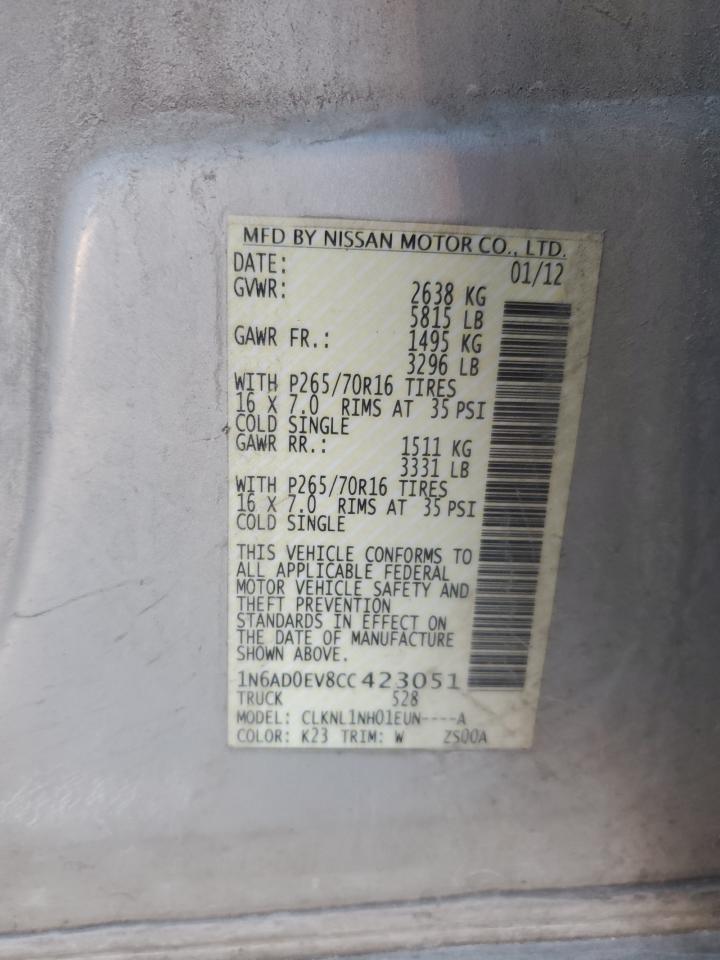 MFD BY NISSAN MOTOR CO., LTD.
DATE: 01/12
GVWR: 2638 KG
5815 LB
GAWR FR.: 1495 KG
3296 LB
WITH P265/70R16 TIRES
16 X 7.0 RIMS AT 35 PSI
COLD SINGLE
GAWR RR.: 1511 KG
3331 LB
WITH P265/70R16 TIRES
16 X 7.0 RIMS AT 35 PSI
COLD SINGLE
THIS VEHICLE CONFORMS TO
ALL APPLICABLE FEDERAL
MOTOR VEHICLE SAFETY AND
THEFT PREVENTION
STANDARDS IN EFFECT ON
THE DATE OF MANUFACTURE
SHOWN ABOVE.
1N6AD0EV8CC423051
TRUCK 528
MODEL: CLKNL1NH01EUN----A
COLOR: K23 TRIM: W ZS00A